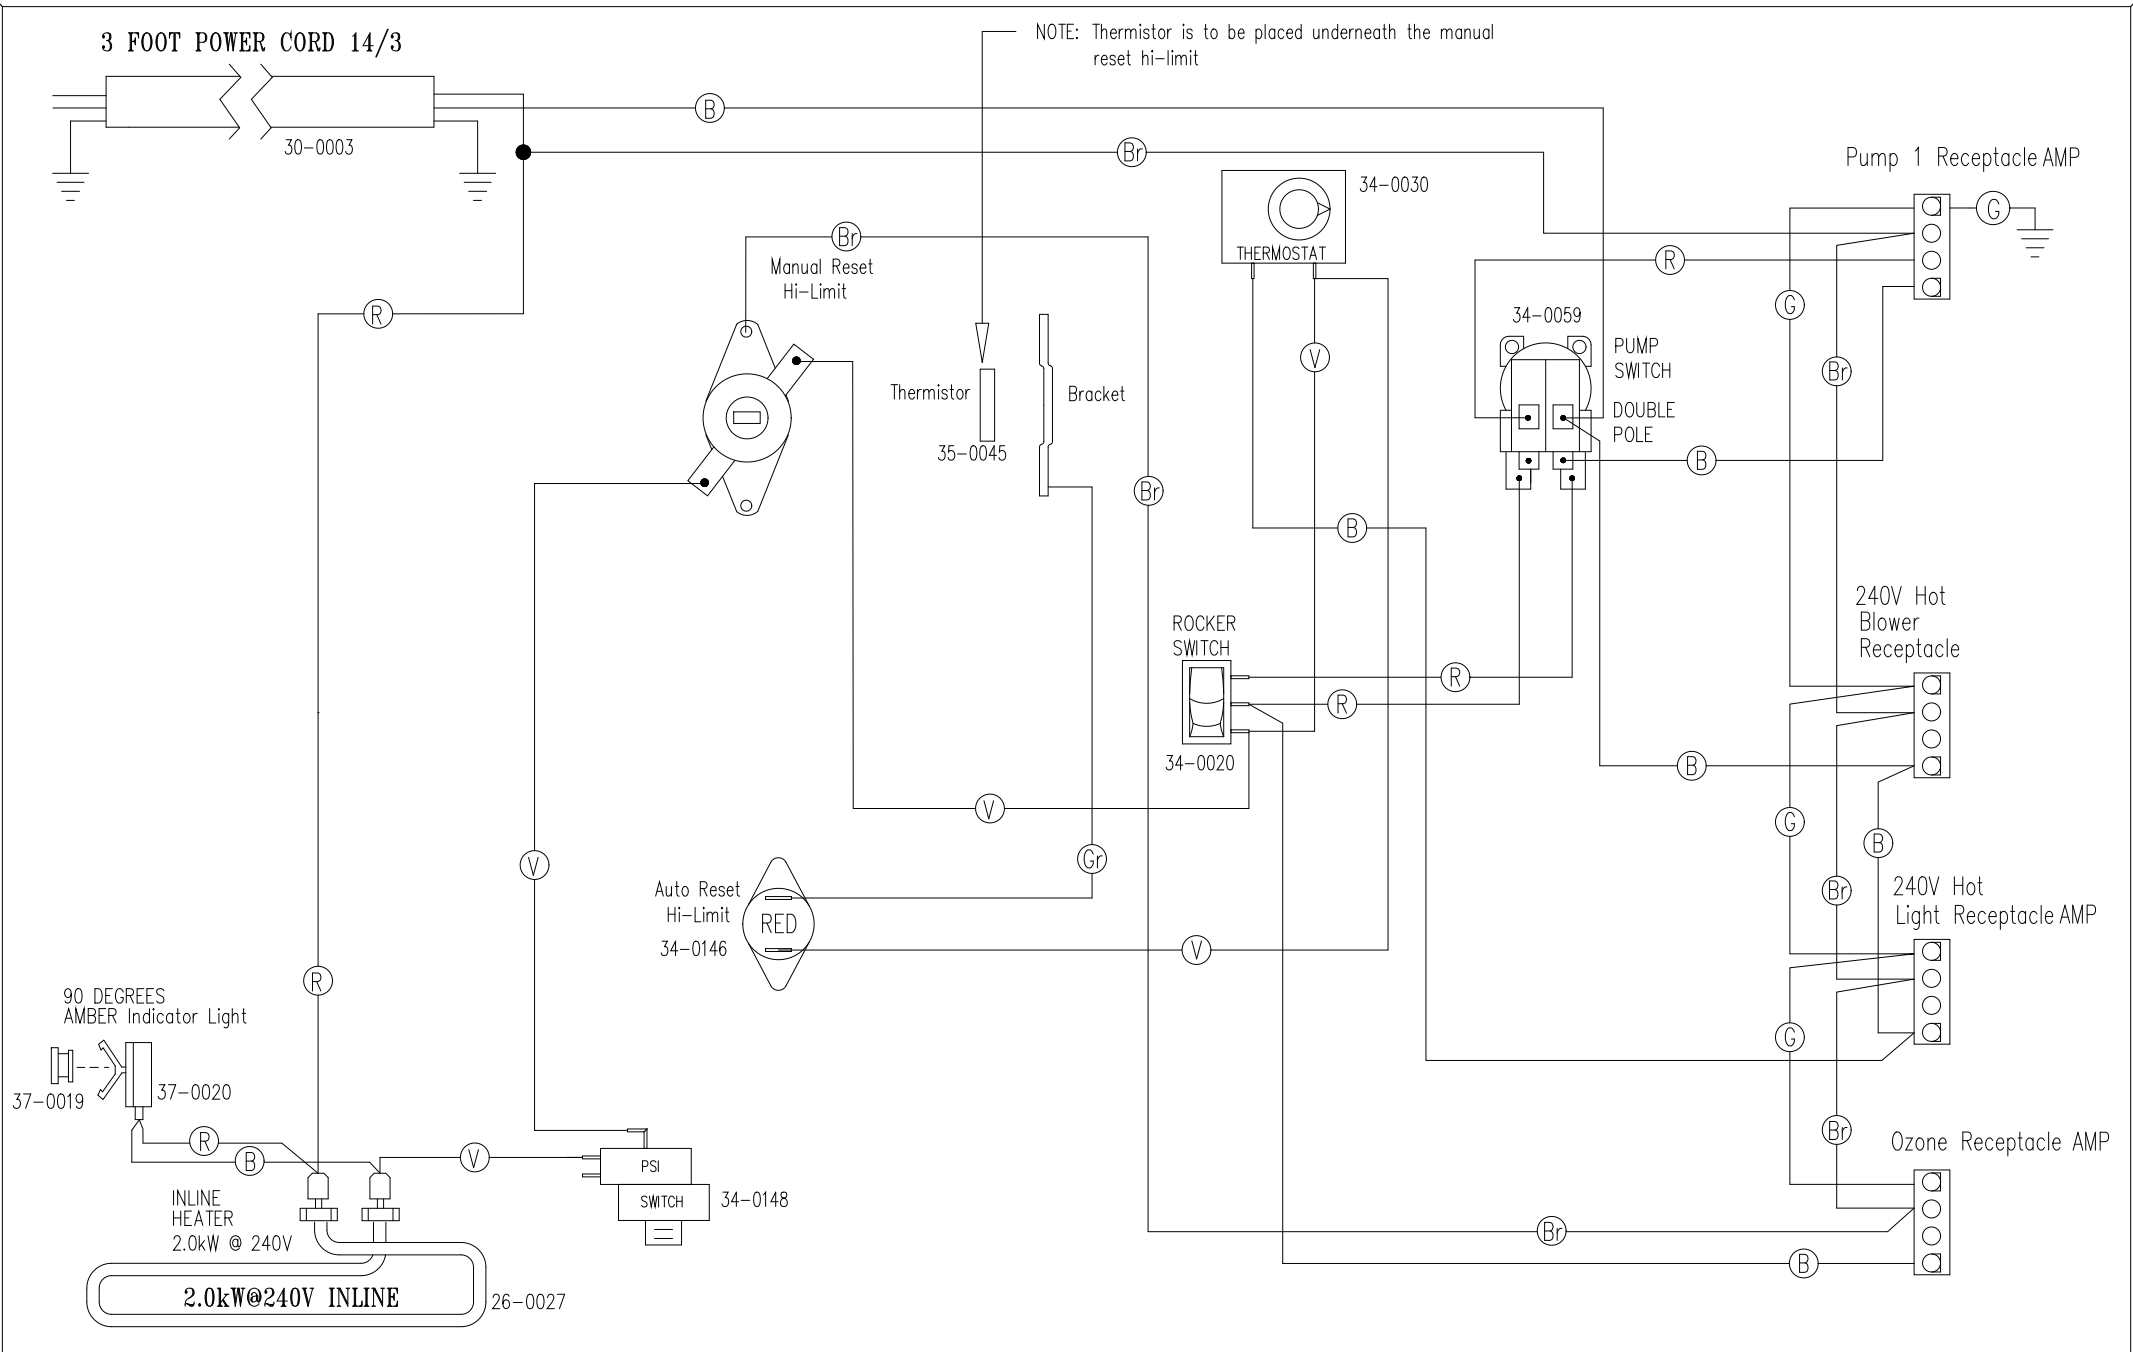 3 FOOT POWER CORD 14/3
NOTE: Thermistor is to be placed underneath the manual
reset hi-limit
B
30-0003
Br
Pump 1 Receptacle AMP
34-0030
G
Br
THERMOSTAT
R
Manual Reset
Hi-Limit
R
G
34-0059
PUMP
SWITCH
V
Br
Thermistor
Bracket
DOUBLE
POLE
35-0045
B
Br
B
240V Hot
Blower
Receptacle
ROCKER
SWITCH
R
R
34-0020
B
V
G
B
V
Gr
Auto Reset
Hi-Limit
RED
34-0146
V
Br
240V Hot
Light Receptacle AMP
R
90 DEGREES
AMBER Indicator Light
G
37-0019
37-0020
R
B
V
PSI
SWITCH
34-0148
Br
Ozone Receptacle AMP
INLINE
HEATER
2.0kW @ 240V
Br
B
2.0kW@240V INLINE
26-0027